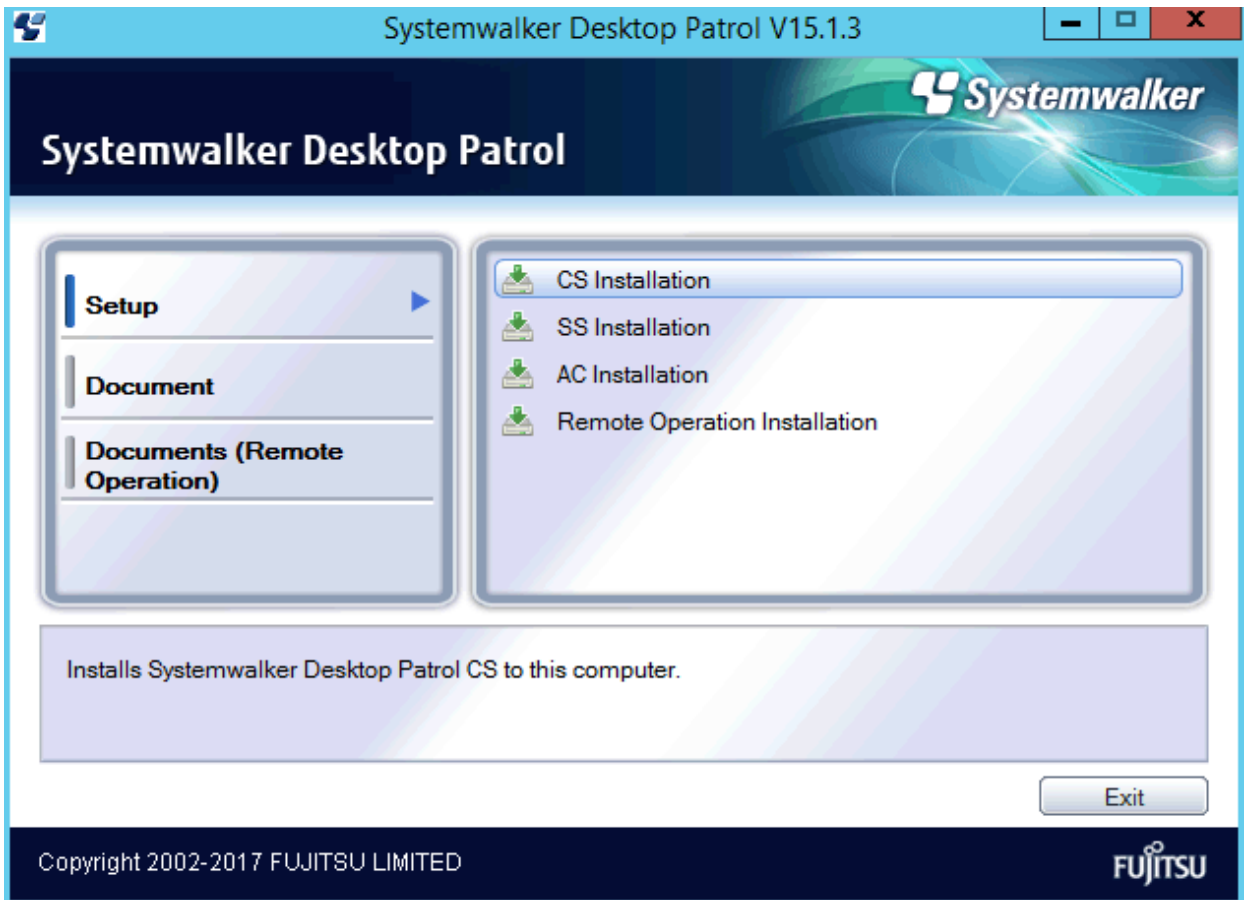 Systemwalker Desktop Patrol V15.1.3
Systemwalker
Systemwalker Desktop Patrol
Setup
Document
Documents (Remote
Operation)
CS Installation
SS Installation
AC Installation
Remote Operation Installation
Installs Systemwalker Desktop Patrol CS to this computer.
Exit
Copyright 2002-2017 FUJITSU LIMITED
FUJITSU